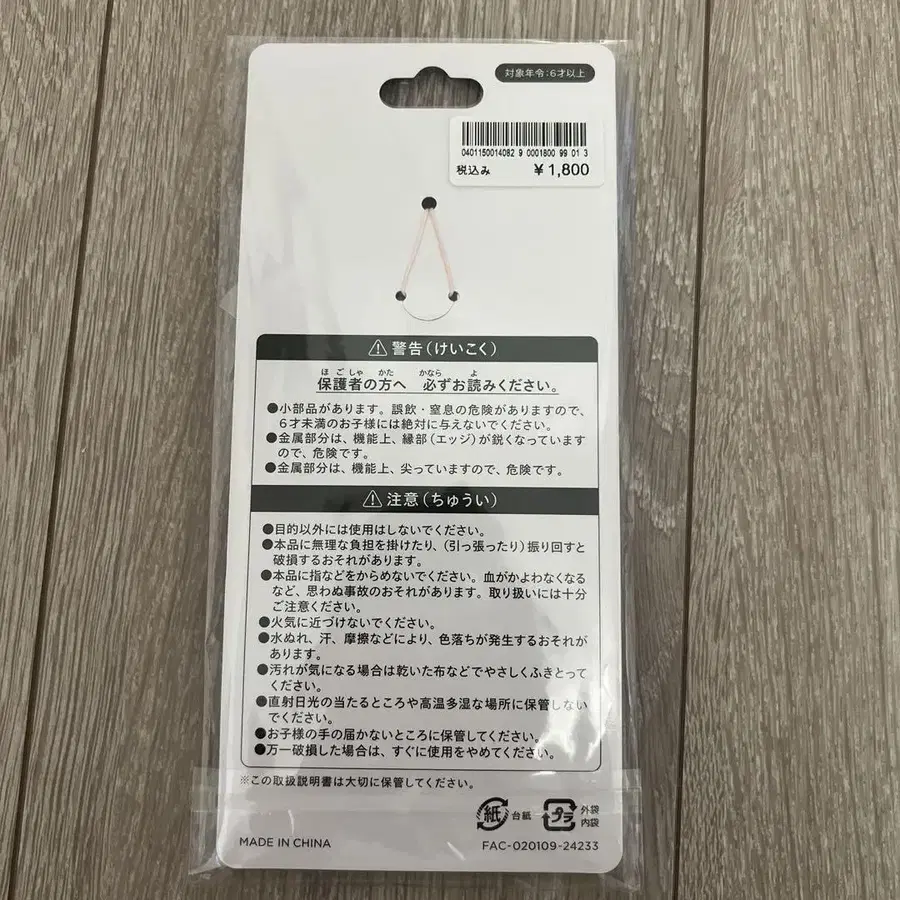 対象年令:6才以上
0401150014082 9 0001800 99 01 3
税込み ¥1,800
⚠警告(けいこく)
ほごしゃ かた かなら よ
保護者の方へ 必ずお読みください。
●小部品があります。誤飲・窒息の危険がありますので、
6才未満のお子様には絶対に与えないでください。
●金属部分は、機能上、縁部(エッジ)が鋭くなっています
ので、危険です。
●金属部分は、機能上、尖っていますので、危険です。
⚠注意(ちゅうい)
●目的以外には使用はしないでください。
●本品に無理な負担を掛けたり、(引っ張ったり)振り回すと
破損するおそれがあります。
●本品に指などをからめないでください。血がかよわなくなる
など、思わぬ事故のおそれがあります。取り扱いには十分
ご注意ください。
●火気に近づけないでください。
●水ぬれ、汗、摩擦などにより、色落ちが発生するおそれが
あります。
●汚れが気になる場合は乾いた布などでやさしくふきとって
ください。
●直射日光の当たるところや高温多湿な場所に保管しない
でください。
●お子様の手の届かないところに保管してください。
●万一破損した場合は、すぐに使用をやめてください。
※この取扱説明書は大切に保管してください。
紙 台紙 プラ 外袋
内袋
MADE IN CHINA
FAC-020109-24233